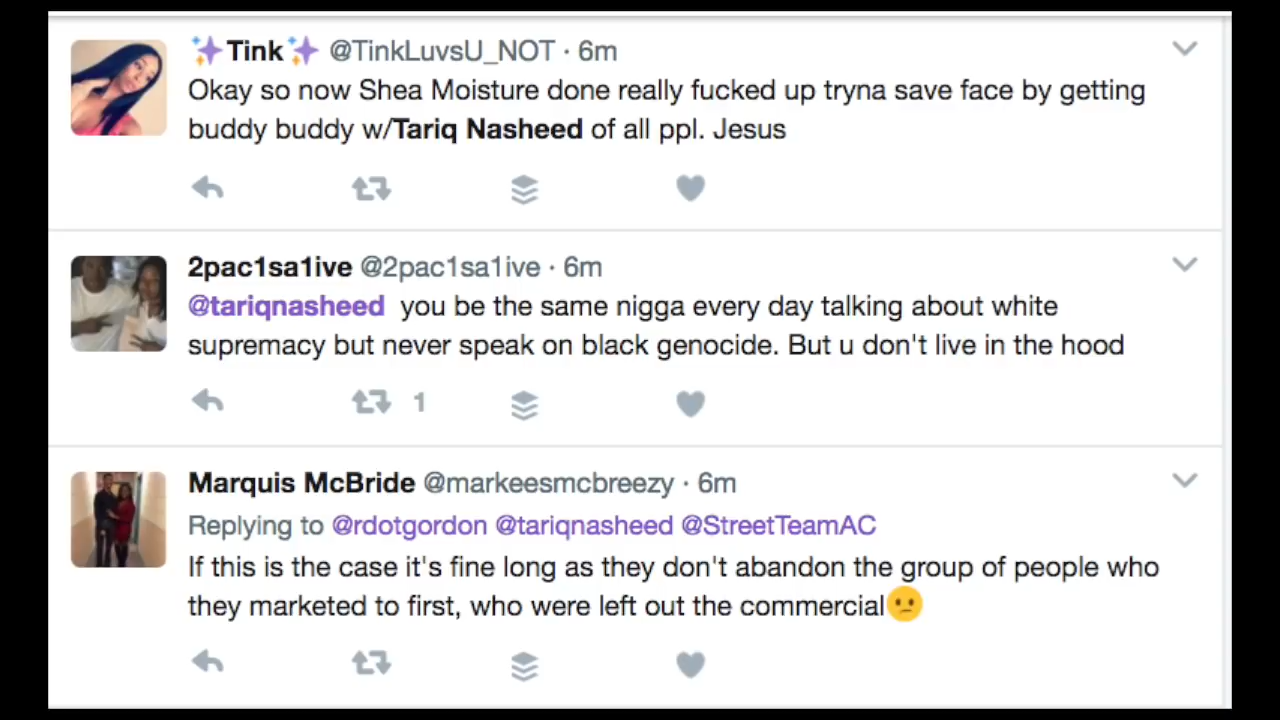 ✨Tink✨ @TinkLuvsU_NOT · 6m
Okay so now Shea Moisture done really fucked up tryna save face by getting
buddy buddy w/Tariq Nasheed of all ppl. Jesus
2pac1sa1ive @2pac1sa1ive · 6m
@tariqnasheed you be the same nigga every day talking about white
supremacy but never speak on black genocide. But u don't live in the hood
1
Marquis McBride @markeesmcbreezy · 6m
Replying to @rdotgordon @tariqnasheed @StreetTeamAC
If this is the case it's fine long as they don't abandon the group of people who
they marketed to first, who were left out the commercial😕